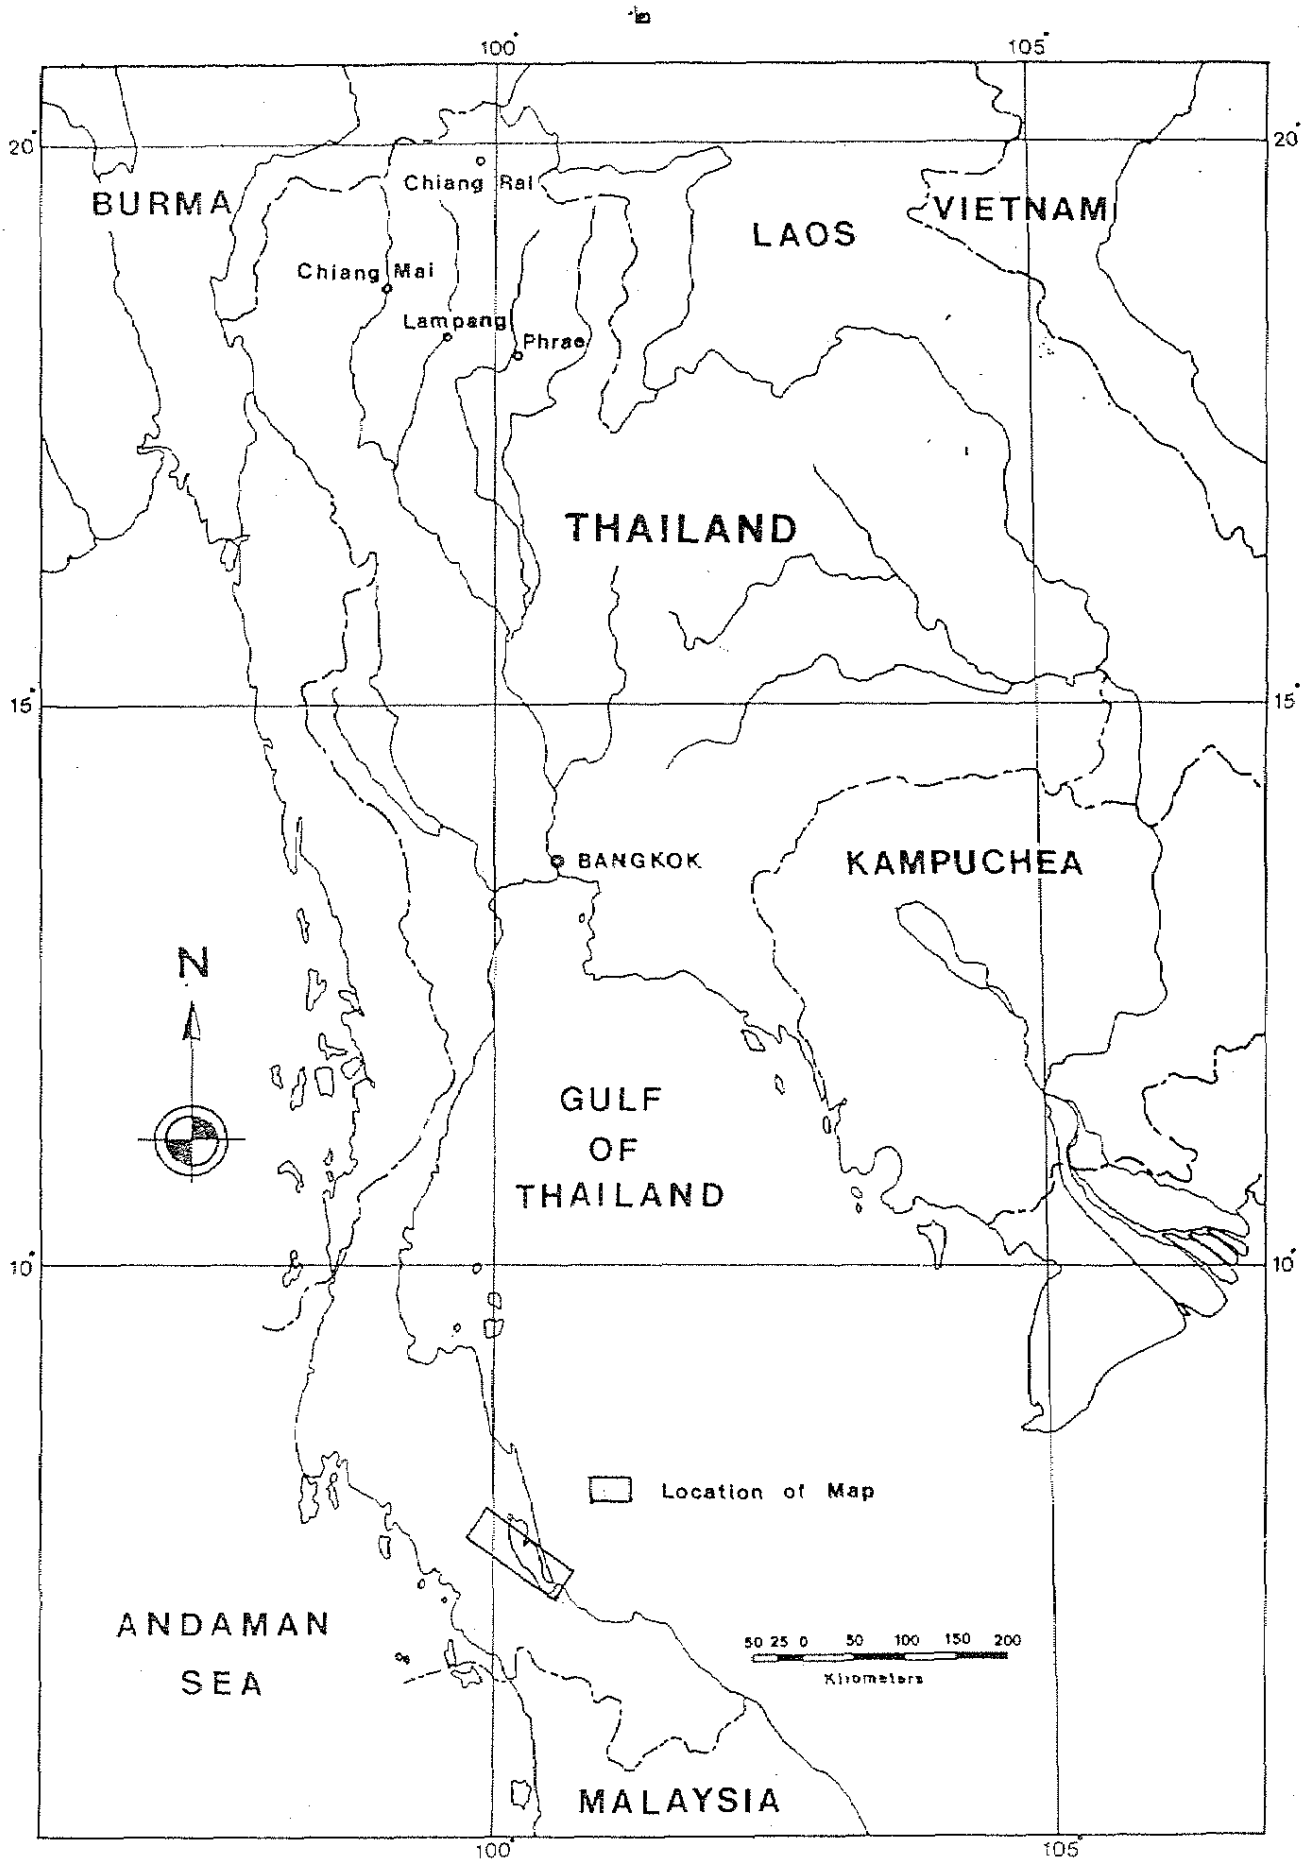 100° 105°
20° 20°
BURMA
Chiang Rai
VIETNAM
LAOS
Chiang Mai
Lampang
Phrae
THAILAND
15° 15°
BANGKOK
KAMPUCHEA
N
GULF
OF
THAILAND
10° 10°
Location of Map
ANDAMAN
SEA
50 25 0 50 100 150 200
Kilometers
MALAYSIA
100° 105°